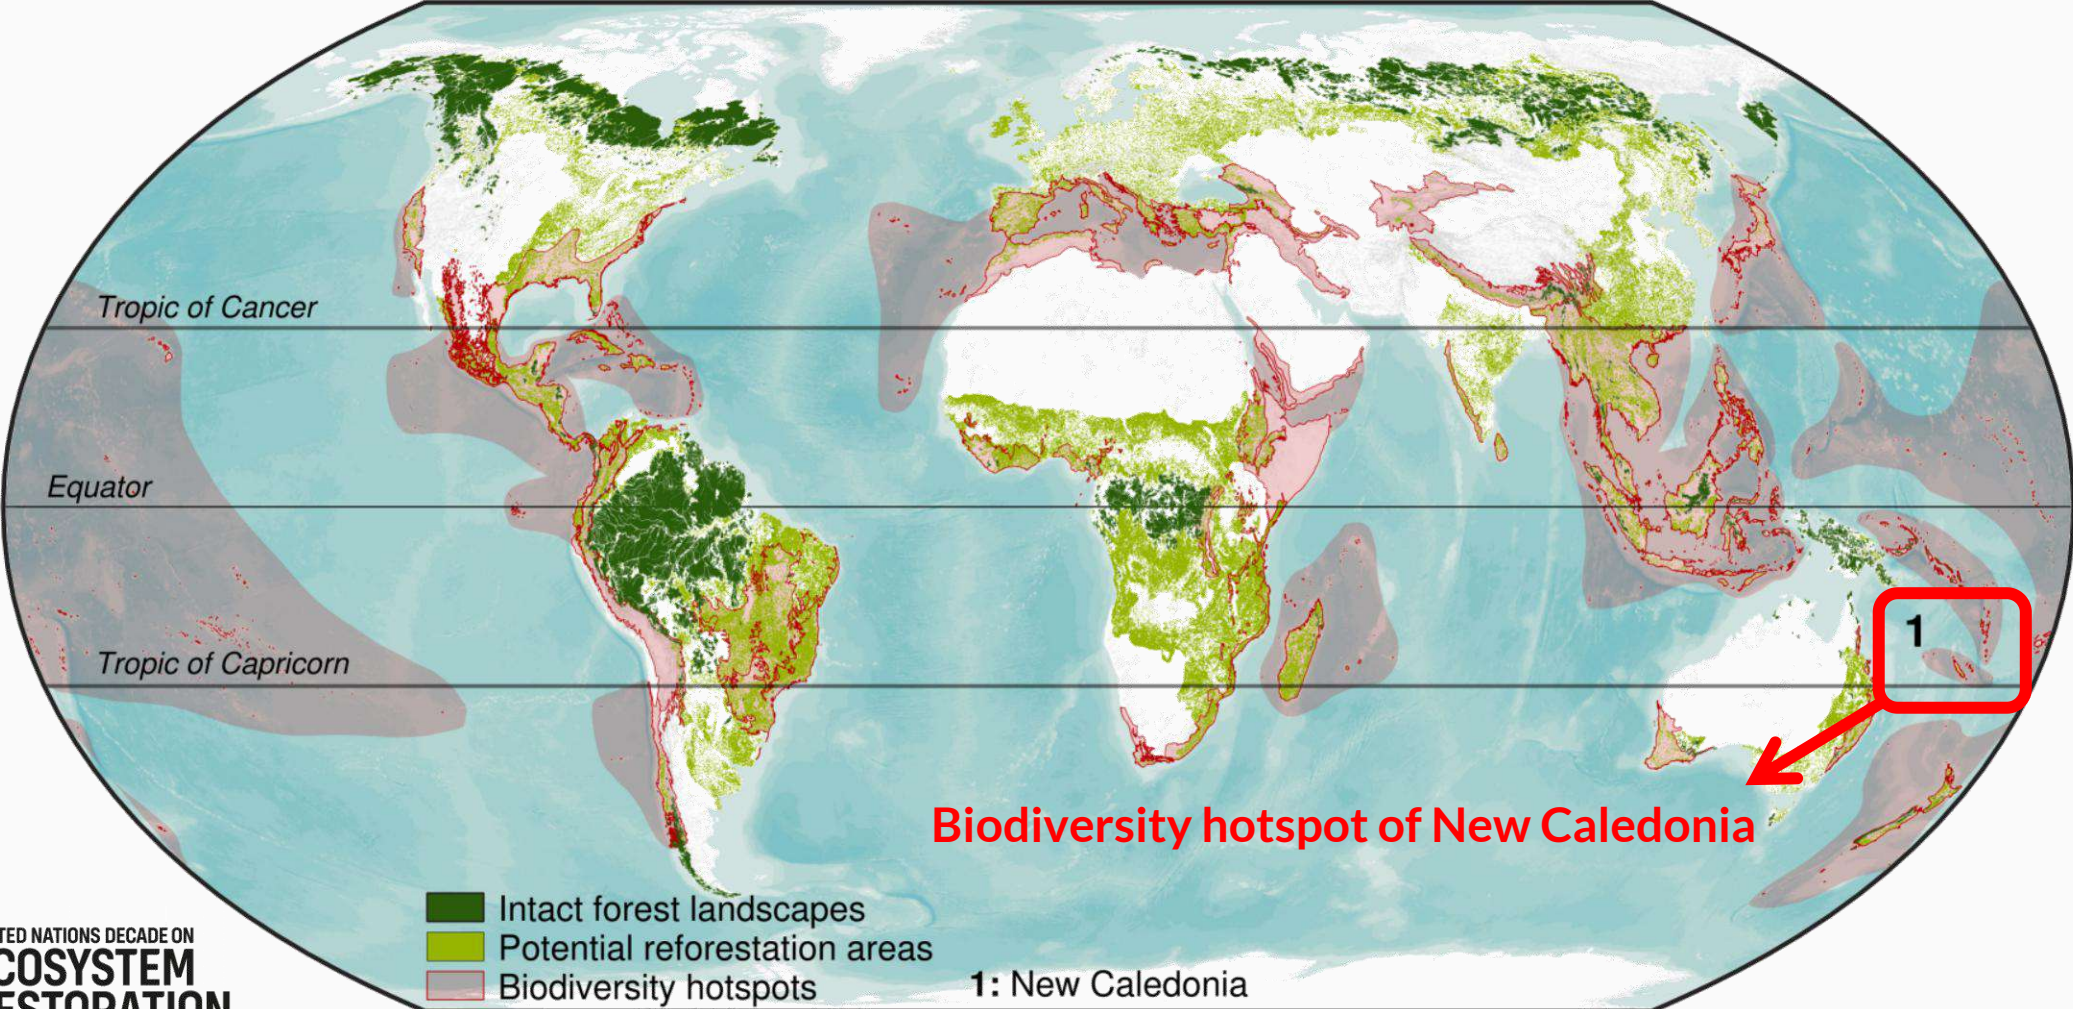 Tropic of Cancer
Equator
1
Tropic of Capricorn
Biodiversity hotspot of New Caledonia
Intact forest landscapes
Potential reforestation areas
Biodiversity hotspots
1: New Caledonia
TED NATIONS DECADE ON
COSYSTEM
ESTORATION